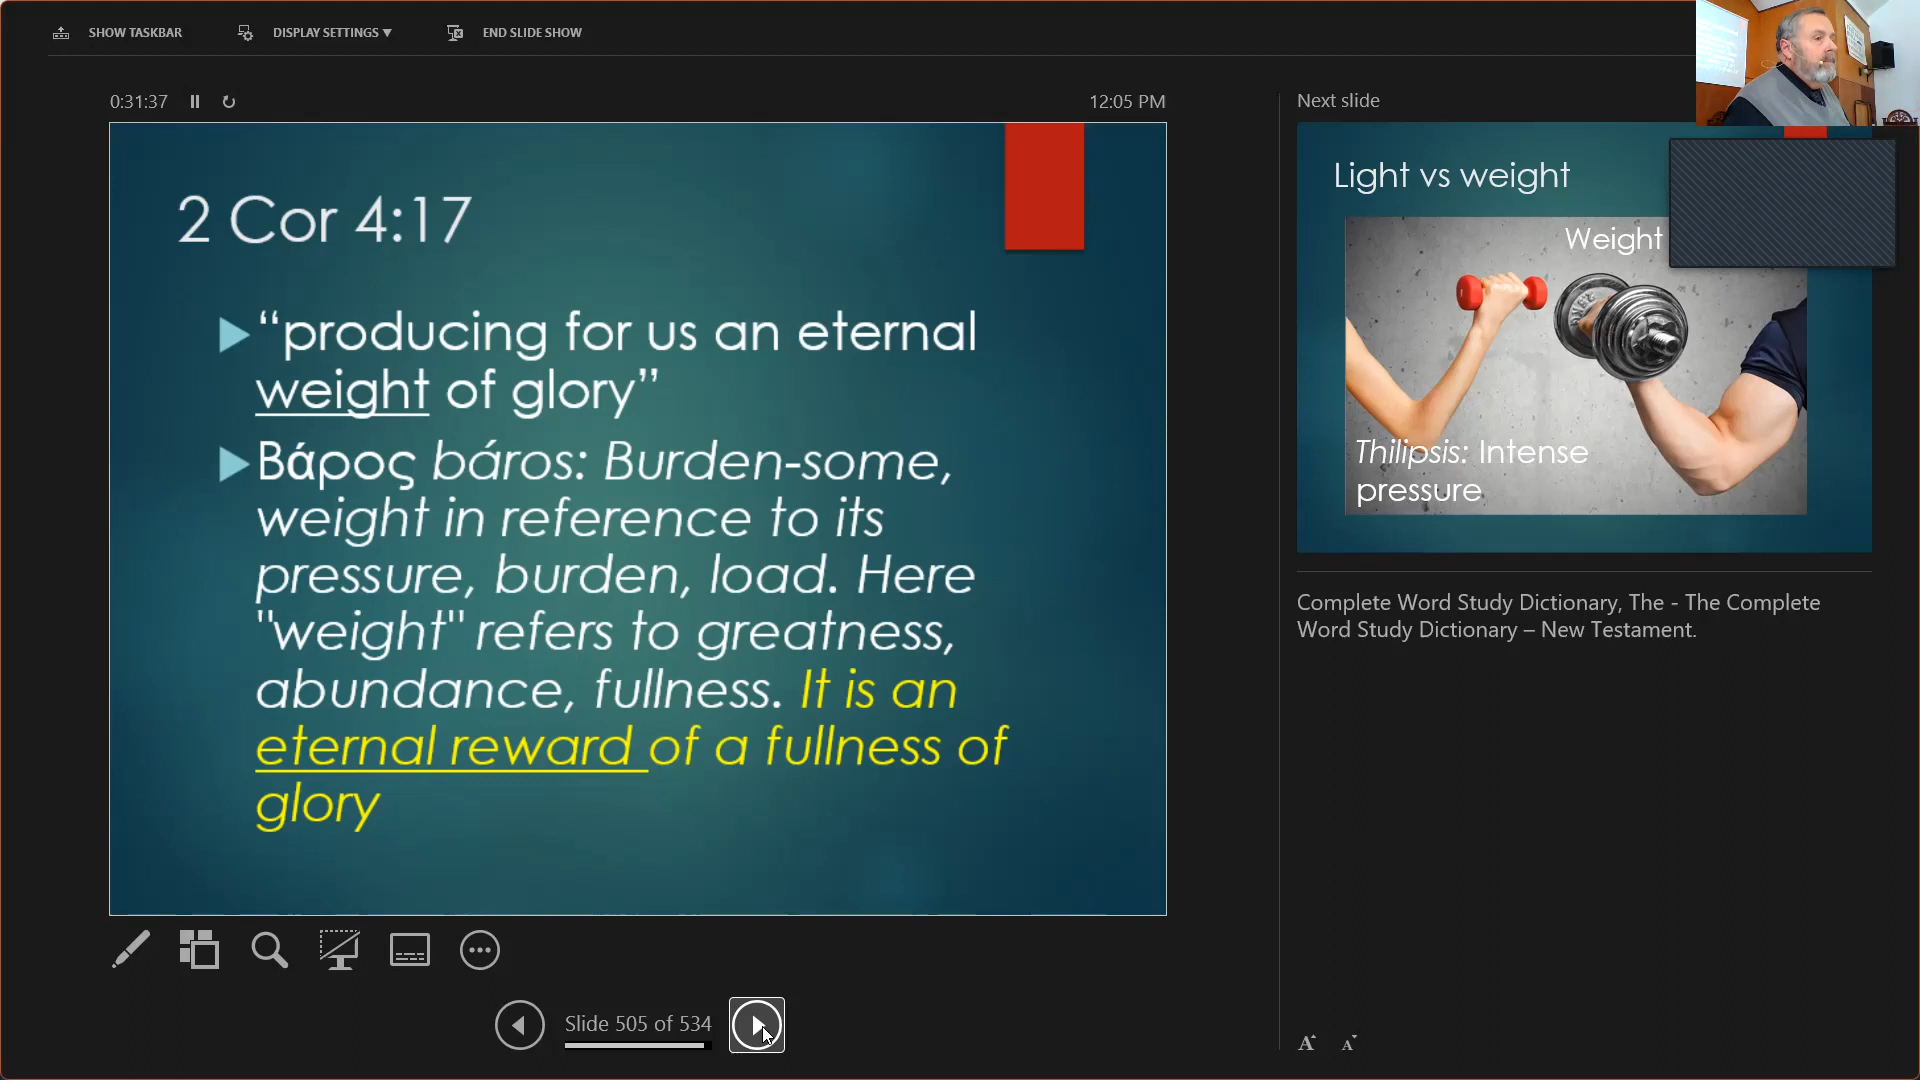 SHOW TASKBAR
DISPLAY SETTINGS ▼
END SLIDE SHOW
0:31:37
12:05 PM
2 Cor 4:17
“producing for us an eternal
weight of glory”
Βάρος báros: Burden-some,
weight in reference to its
pressure, burden, load. Here
"weight" refers to greatness,
abundance, fullness. It is an
eternal reward of a fullness of
glory
Slide 505 of 534
Next slide
Light vs weight
Weight
Thilipsis: Intense
pressure
Complete Word Study Dictionary, The - The Complete
Word Study Dictionary – New Testament.
A A